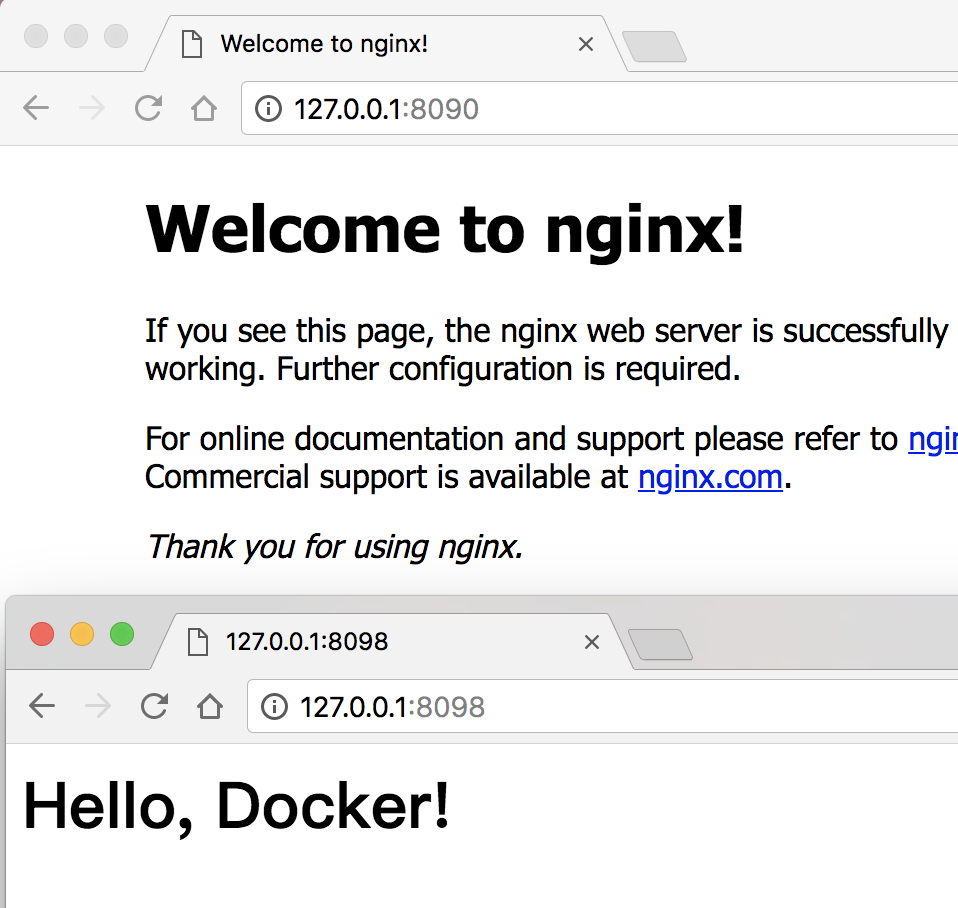 Welcome to nginx!
127.0.0.1:8090
Welcome to nginx!
If you see this page, the nginx web server is successfully
working. Further configuration is required.
For online documentation and support please refer to
Commercial support is available at nginx.com.
Thank you for using nginx.
127.0.0.1:8098
127.0.0.1:8098
Hello, Docker!